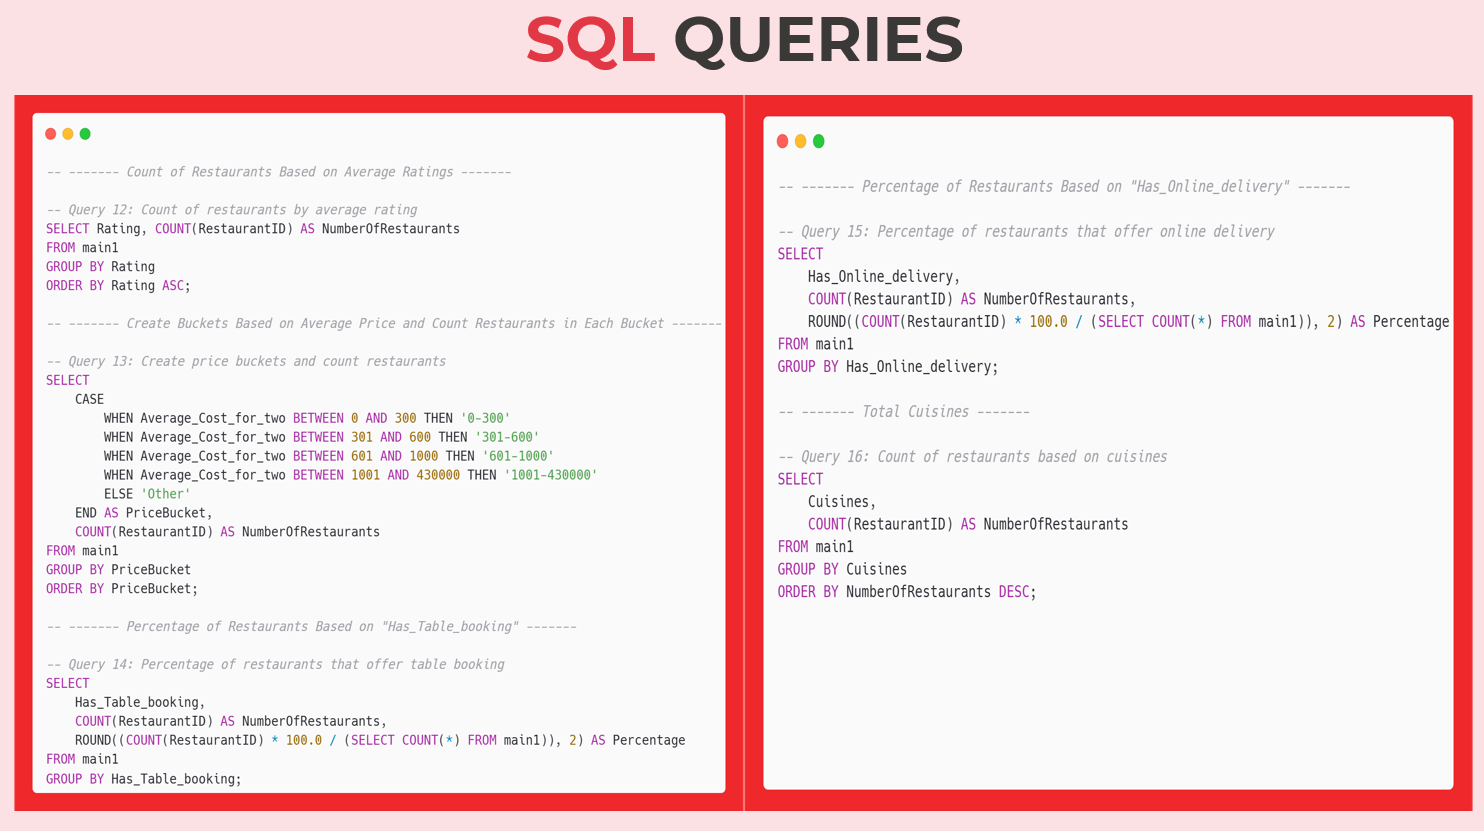 SQL QUERIES
-- ------- Count of Restaurants Based on Average Ratings -------
-- Query 12: Count of restaurants by average rating
SELECT Rating, COUNT(RestaurantID) AS NumberOfRestaurants
FROM main1
GROUP BY Rating
ORDER BY Rating ASC;
-- ------- Create Buckets Based on Average Price and Count Restaurants in Each Bucket -------
-- Query 13: Create price buckets and count restaurants
SELECT
    CASE
        WHEN Average_Cost_for_two BETWEEN 0 AND 300 THEN '0-300'
        WHEN Average_Cost_for_two BETWEEN 301 AND 600 THEN '301-600'
        WHEN Average_Cost_for_two BETWEEN 601 AND 1000 THEN '601-1000'
        WHEN Average_Cost_for_two BETWEEN 1001 AND 430000 THEN '1001-430000'
        ELSE 'Other'
    END AS PriceBucket,
    COUNT(RestaurantID) AS NumberOfRestaurants
FROM main1
GROUP BY PriceBucket
ORDER BY PriceBucket;
-- ------- Percentage of Restaurants Based on "Has_Table_booking" -------
-- Query 14: Percentage of restaurants that offer table booking
SELECT
    Has_Table_booking,
    COUNT(RestaurantID) AS NumberOfRestaurants,
    ROUND((COUNT(RestaurantID) * 100.0 / (SELECT COUNT(*) FROM main1)), 2) AS Percentage
FROM main1
GROUP BY Has_Table_booking;
-- ------- Percentage of Restaurants Based on "Has_Online_delivery" -------
-- Query 15: Percentage of restaurants that offer online delivery
SELECT
    Has_Online_delivery,
    COUNT(RestaurantID) AS NumberOfRestaurants,
    ROUND((COUNT(RestaurantID) * 100.0 / (SELECT COUNT(*) FROM main1)), 2) AS Percentage
FROM main1
GROUP BY Has_Online_delivery;
-- ------- Total Cuisines -------
-- Query 16: Count of restaurants based on cuisines
SELECT
    Cuisines,
    COUNT(RestaurantID) AS NumberOfRestaurants
FROM main1
GROUP BY Cuisines
ORDER BY NumberOfRestaurants DESC;